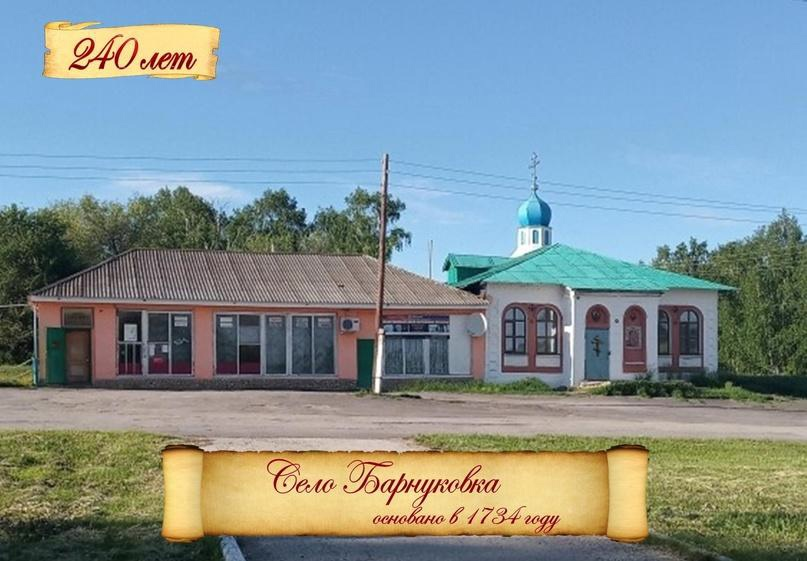 240 лет
Село Барнуковка
основано в 1734 году